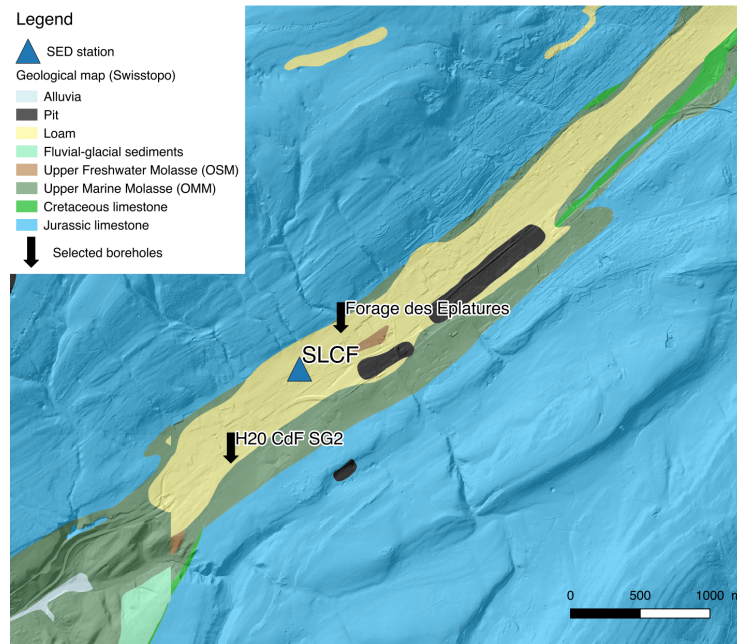 Legend
SED station
Geological map (Swisstopo)
Alluvia
Pit
Loam
Fluvial-glacial sediments
Upper Freshwater Molasse (OSM)
Upper Marine Molasse (OMM)
Cretaceous limestone
Jurassic limestone
Selected boreholes
Forage des Eplatures
SLCF
H20 CdF SG2
0 500 1000